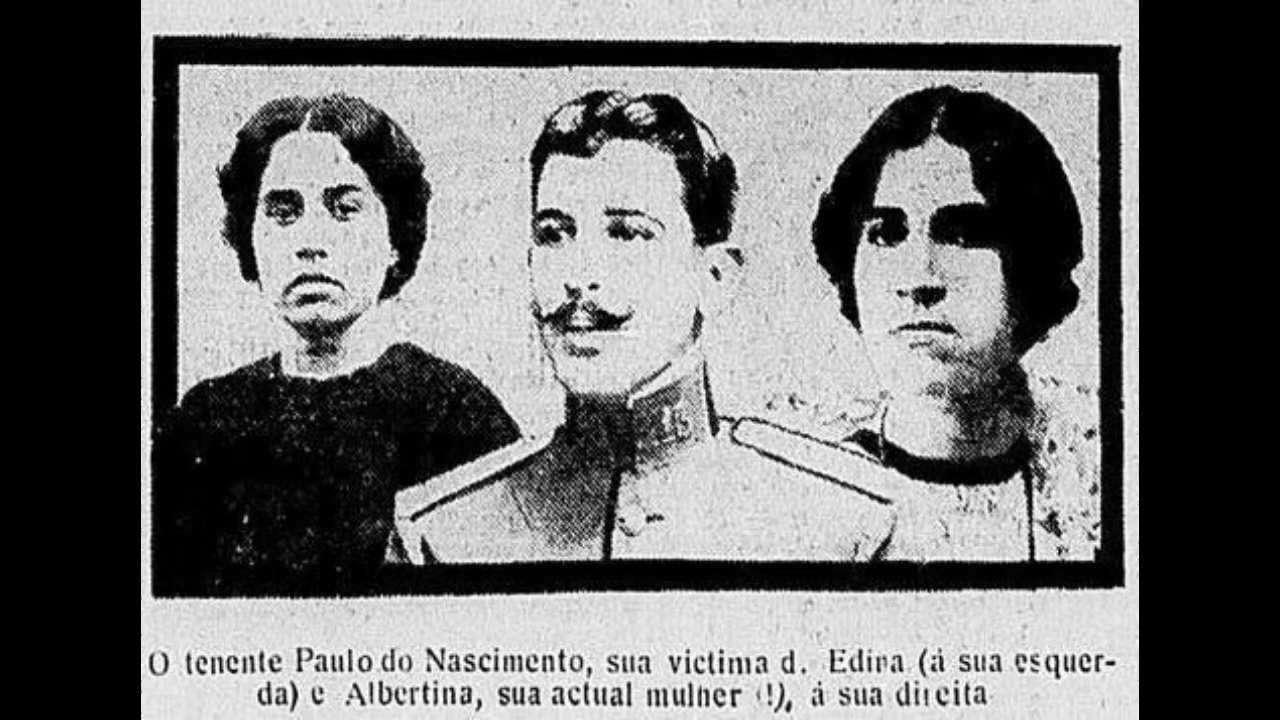 O tenente Paulo do Nascimento, sua victima d. Edina (á sua esquer-
da) e Albertina, sua actual mulher (!), á sua direita